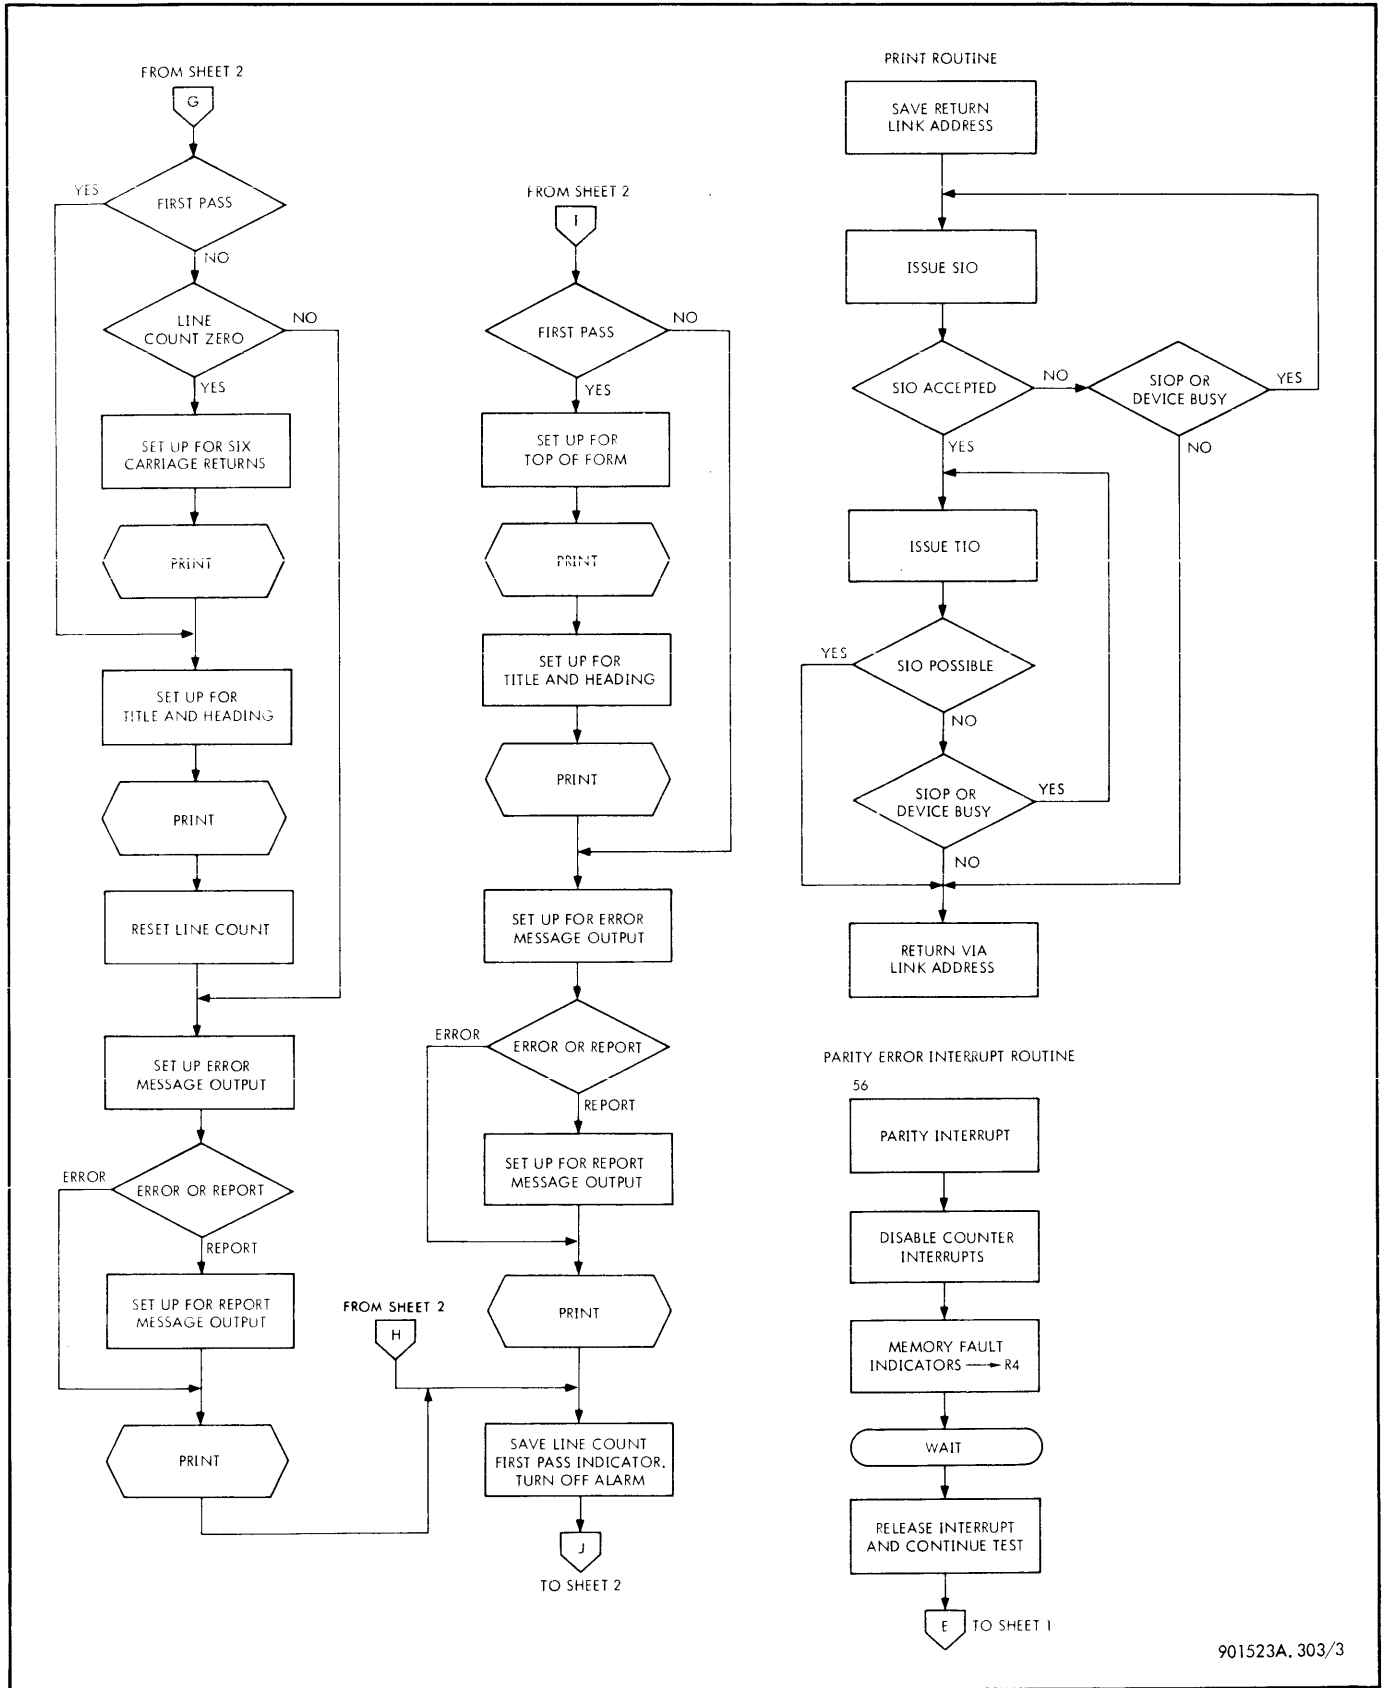 FROM SHEET 2
G
FIRST PASS
YES
NO
LINE
COUNT ZERO
NO
YES
SET UP FOR SIX
CARRIAGE RETURNS
PRINT
SET UP FOR
TITLE AND HEADING
PRINT
RESET LINE COUNT
SET UP ERROR
MESSAGE OUTPUT
ERROR
ERROR OR REPORT
REPORT
SET UP FOR REPORT
MESSAGE OUTPUT
PRINT
FROM SHEET 2
I
FIRST PASS
NO
YES
SET UP FOR
TOP OF FORM
PRINT
SET UP FOR
TITLE AND HEADING
PRINT
SET UP FOR ERROR
MESSAGE OUTPUT
ERROR
ERROR OR REPORT
REPORT
SET UP FOR REPORT
MESSAGE OUTPUT
PRINT
FROM SHEET 2
H
SAVE LINE COUNT
FIRST PASS INDICATOR.
TURN OFF ALARM
J
TO SHEET 2
PRINT ROUTINE
SAVE RETURN
LINK ADDRESS
ISSUE SIO
SIO ACCEPTED
NO
SIOP OR
DEVICE BUSY
YES
NO
YES
ISSUE TIO
YES
SIO POSSIBLE
NO
SIOP OR
DEVICE BUSY
YES
NO
RETURN VIA
LINK ADDRESS
PARITY ERROR INTERRUPT ROUTINE
56
PARITY INTERRUPT
DISABLE COUNTER
INTERRUPTS
MEMORY FAULT
INDICATORS → R4
WAIT
RELEASE INTERRUPT
AND CONTINUE TEST
E
TO SHEET 1
901523A. 303/3